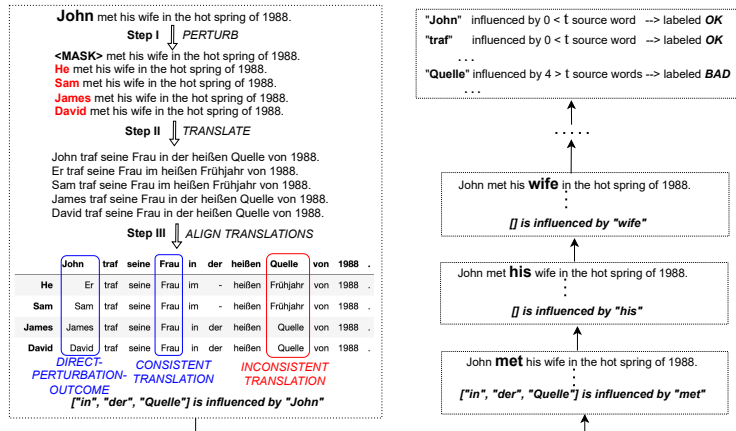 John met his wife in the hot spring of 1988.
Step I PERTURB
<MASK> met his wife in the hot spring of 1988.
He met his wife in the hot spring of 1988.
Sam met his wife in the hot spring of 1988.
James met his wife in the hot spring of 1988.
David met his wife in the hot spring of 1988.
Step II TRANSLATE
John traf seine Frau in der heißen Quelle von 1988.
Er traf seine Frau im heißen Frühjahr von 1988.
Sam traf seine Frau im heißen Frühjahr von 1988.
James traf seine Frau in der heißen Quelle von 1988.
David traf seine Frau in der heißen Quelle von 1988.
Step III ALIGN TRANSLATIONS
John traf seine Frau in der heißen Quelle von 1988 .
He Er traf seine Frau im - heißen Frühjahr von 1988 .
Sam Sam traf seine Frau im - heißen Frühjahr von 1988 .
James James traf seine Frau in der heißen Quelle von 1988 .
David David traf seine Frau in der heißen Quelle von 1988 .
DIRECT-
PERTURBATION-
OUTCOME
CONSISTENT
TRANSLATION
INCONSISTENT
TRANSLATION
["in", "der", "Quelle"] is influenced by "John"
"John" influenced by 0 < t source word --> labeled OK
"traf" influenced by 0 < t source word --> labeled OK
. . .
"Quelle" influenced by 4 > t source words --> labeled BAD
. . .
. . . . .
John met his wife in the hot spring of 1988.
[] is influenced by "wife"
John met his wife in the hot spring of 1988.
[] is influenced by "his"
John met his wife in the hot spring of 1988.
["in", "der", "Quelle"] is influenced by "met"